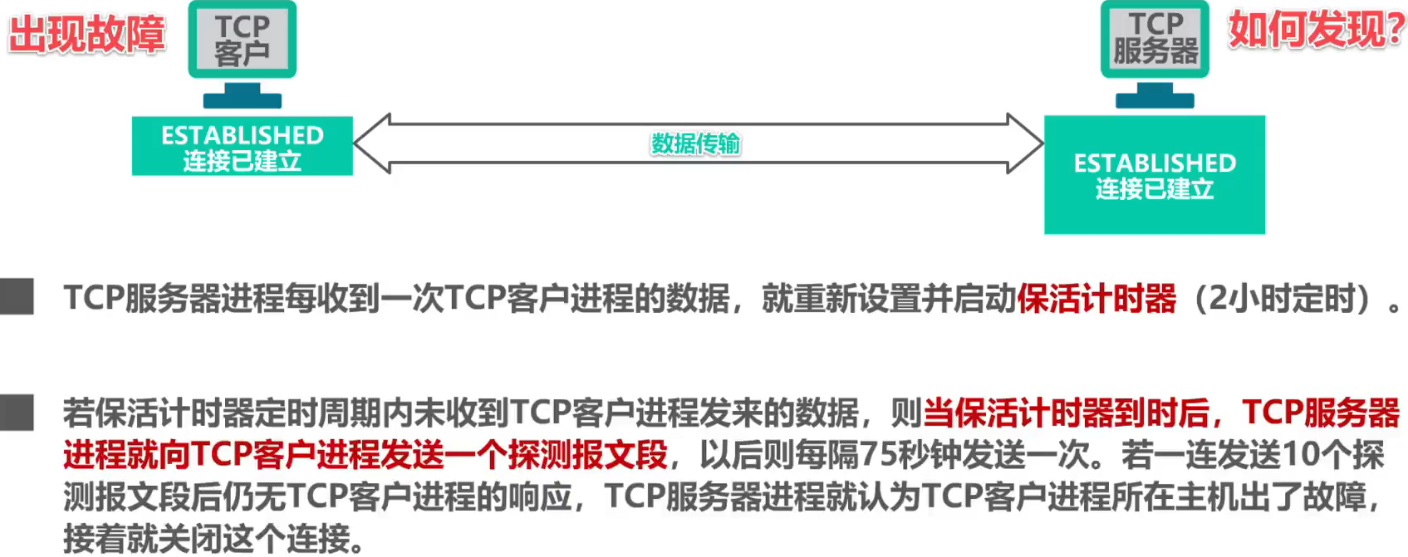 出现故障
TCP
客户
TCP
服务器
如何发现?
ESTABLISHED
连接已建立
数据传输
ESTABLISHED
连接已建立
TCP服务器进程每收到一次TCP客户进程的数据，就重新设置并启动保活计时器（2小时定时）。
若保活计时器定时周期内未收到TCP客户进程发来的数据，则当保活计时器到时后，TCP服务器
进程就向TCP客户进程发送一个探测报文段，以后则每隔75秒钟发送一次。若一连发送10个探
测报文段后仍无TCP客户进程的响应，TCP服务器进程就认为TCP客户进程所在主机出了故障，
接着就关闭这个连接。